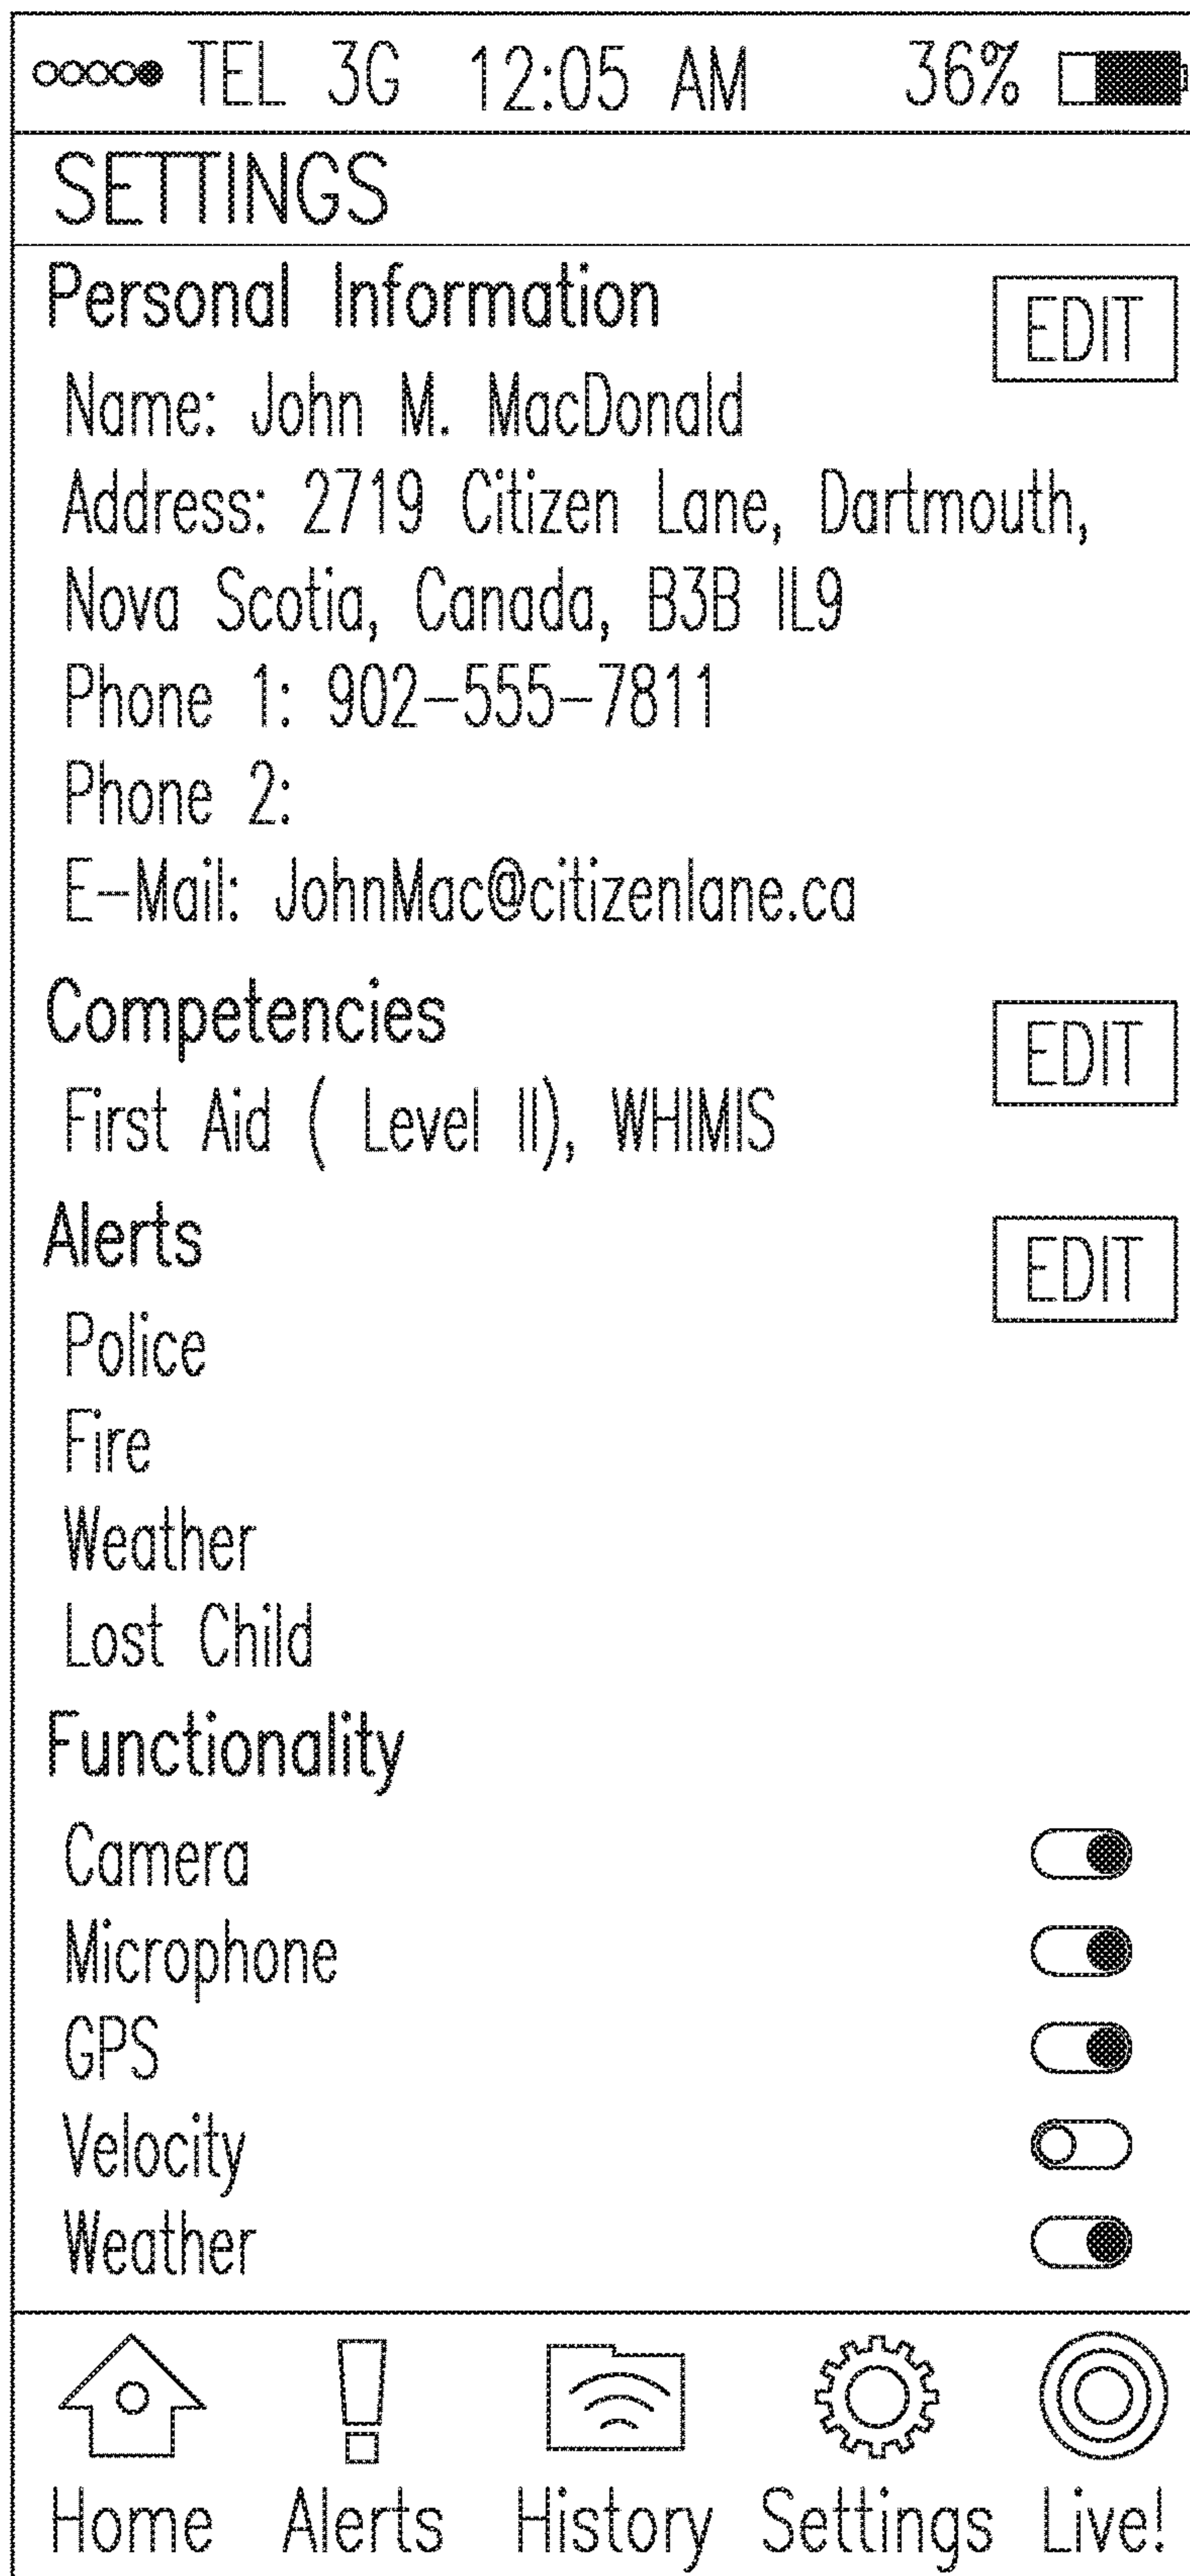 TEL 3G 12:05 AM 36%
SETTINGS
Personal Information EDIT
Name: John M. MacDonald
Address: 2719 Citizen Lane, Dartmouth,
Nova Scotia, Canada, B3B IL9
Phone 1: 902-555-7811
Phone 2:
E-Mail: JohnMac@citizenlane.ca
Competencies EDIT
First Aid ( Level II), WHIMIS
Alerts EDIT
Police
Fire
Weather
Lost Child
Functionality
Camera
Microphone
GPS
Velocity
Weather
Home Alerts History Settings Live!